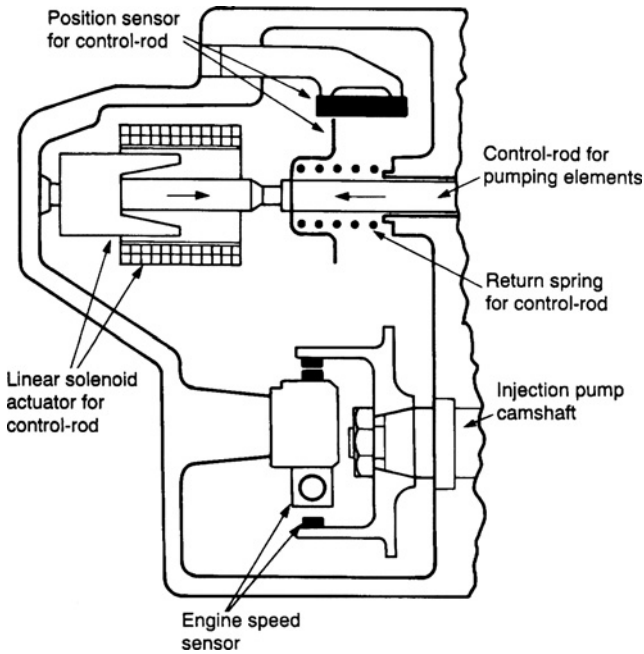 Position sensor
for control-rod
Control-rod for
pumping elements
Return spring
for control-rod
Linear solenoid
actuator for
control-rod
Injection pump
camshaft
Engine speed
sensor